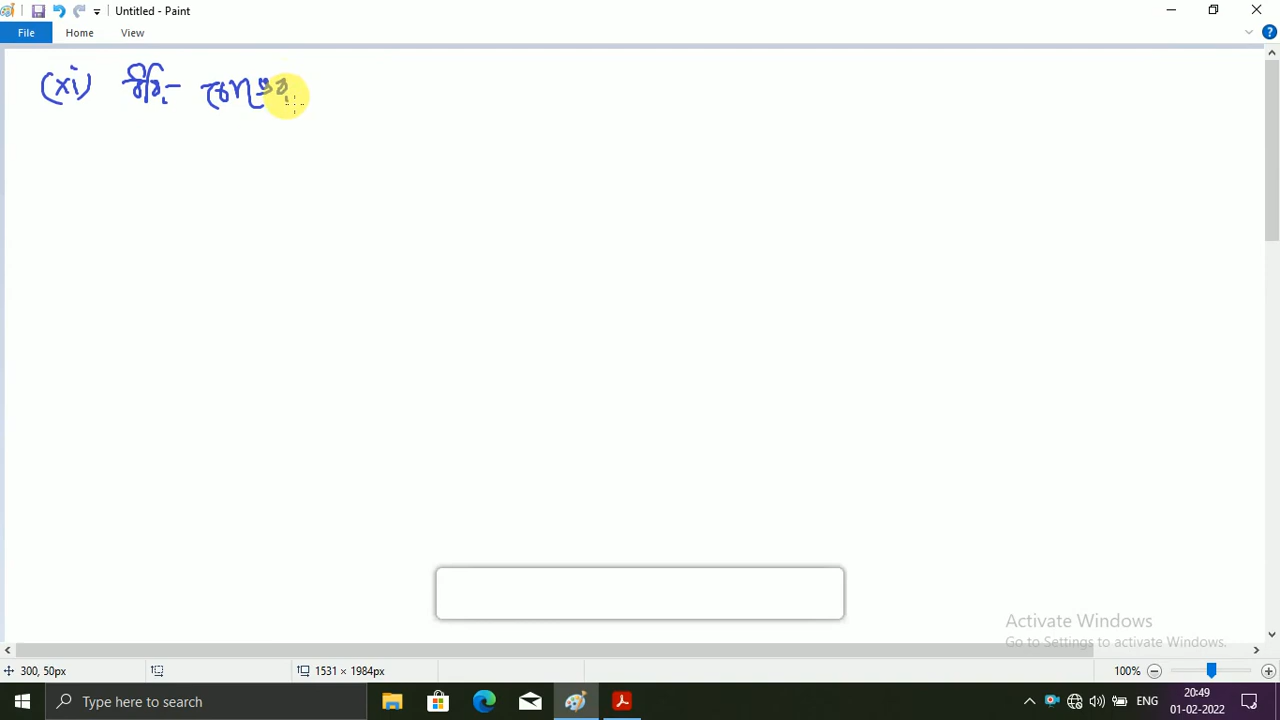 Untitled - Paint
File Home View
(xi)
Activate Windows
Go to Settings to activate Windows.
300, 50px 1531 × 1984px 100%
Type here to search ENG 20:49
01-02-2022